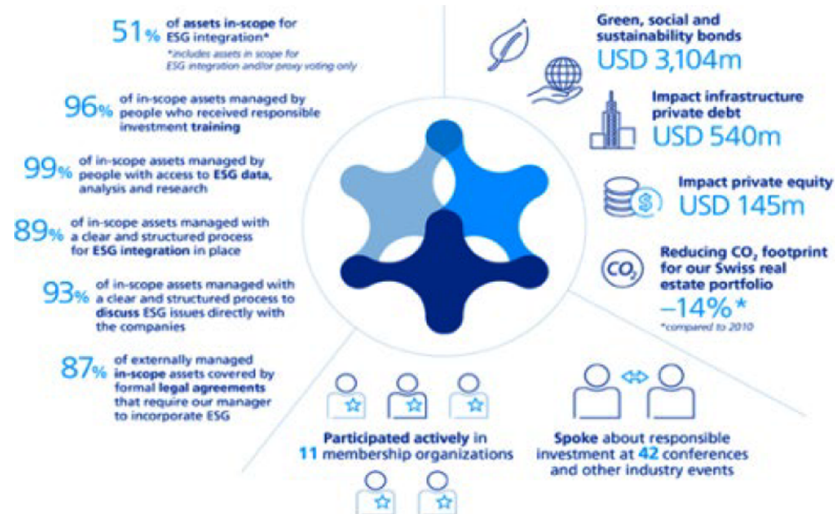 51% of assets in-scope for
ESG integration*
*includes assets in scope for
ESG integration and/or proxy voting only
96% of in-scope assets managed by
people who received responsible
investment training
99% of in-scope assets managed by
people with access to ESG data,
analysis and research
89% of in-scope assets managed with
a clear and structured process
for ESG integration in place
93% of in-scope assets managed with
a clear and structured process to
discuss ESG issues directly with
the companies
87% of externally managed
in-scope assets covered by
formal legal agreements
that require our manager
to incorporate ESG
Green, social and
sustainability bonds
USD 3,104m
Impact infrastructure
private debt
USD 540m
Impact private equity
$
USD 145m
CO₂
Reducing CO₂ footprint
for our Swiss real
estate portfolio
–14%*
*compared to 2010
Participated actively in
11 membership organizations
Spoke about responsible
investment at 42 conferences
and other industry events